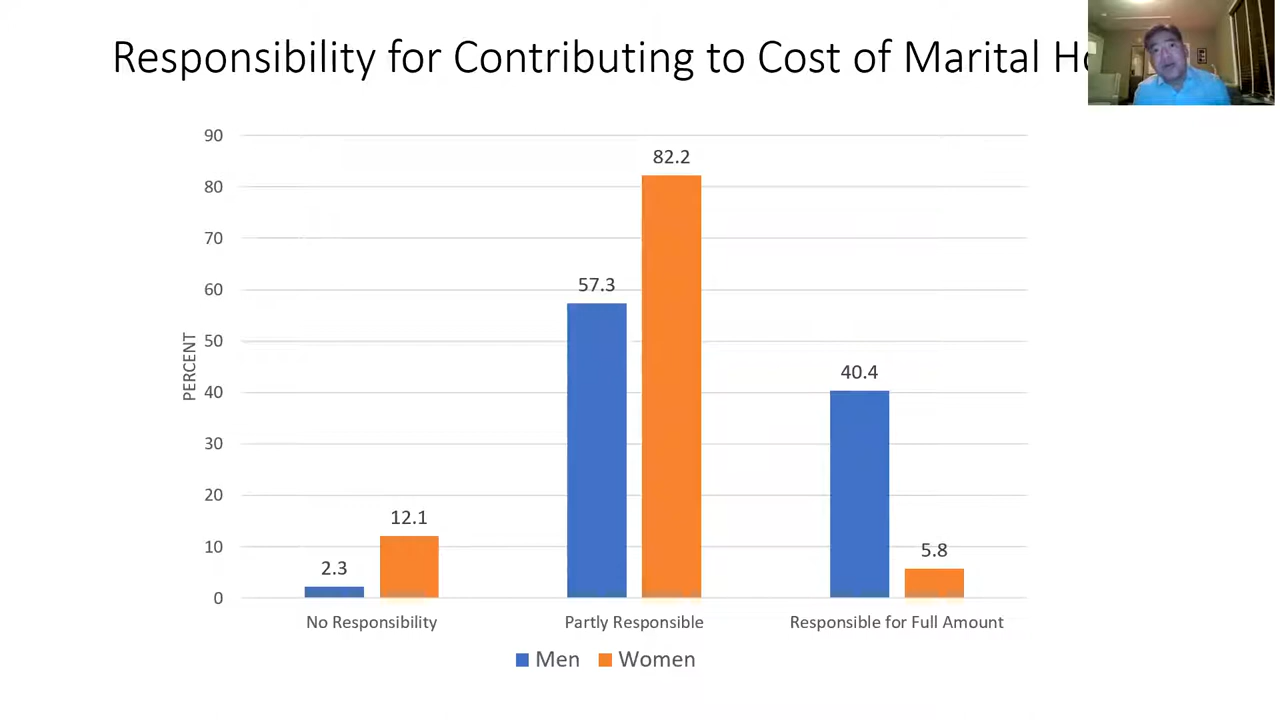 Responsibility for Contributing to Cost of Marital
90
80
70
60
50
40
30
20
10
0
PERCENT
2.3
12.1
57.3
82.2
40.4
5.8
No Responsibility
Partly Responsible
Responsible for Full Amount
Men
Women